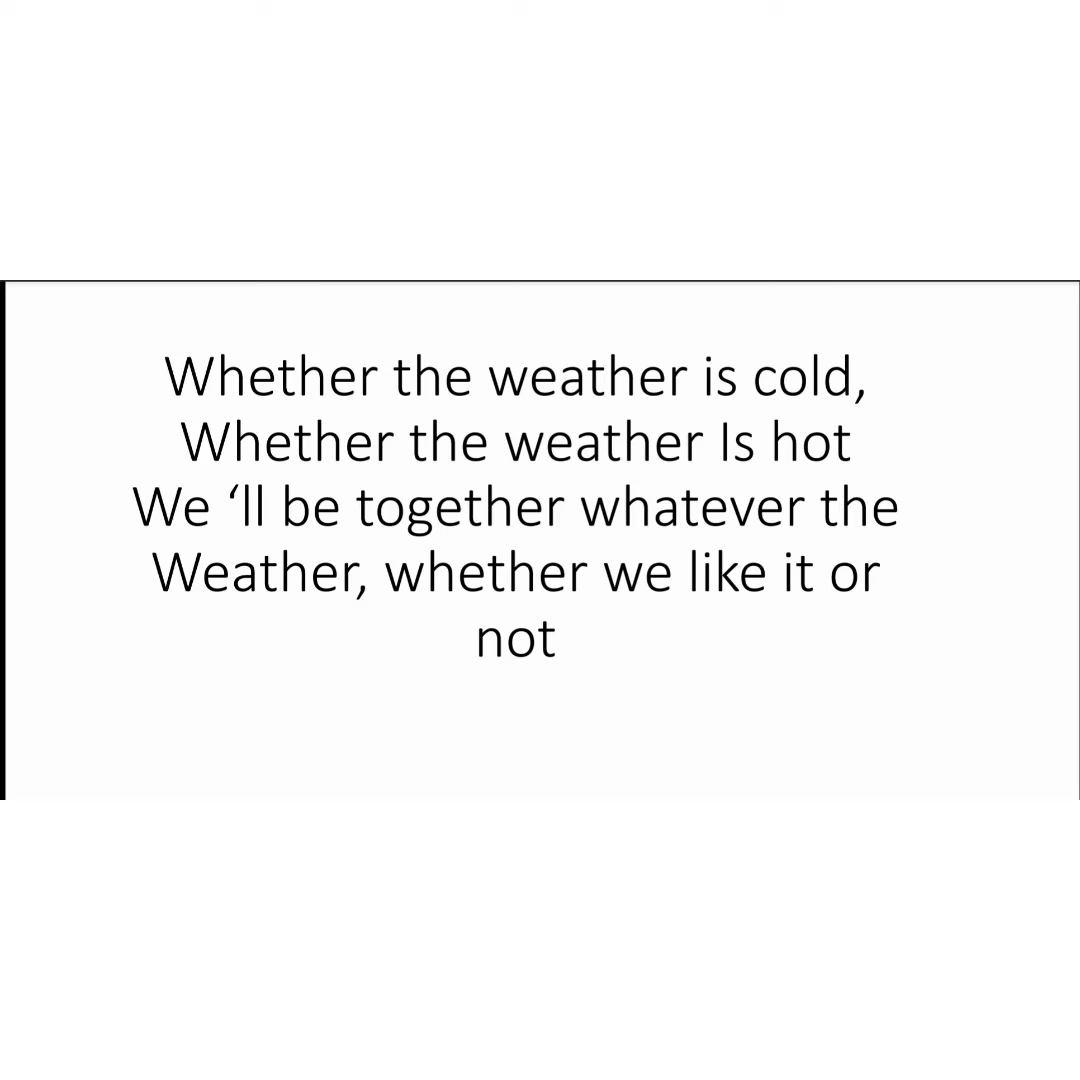 Whether the weather is cold,
Whether the weather Is hot
We ‘ll be together whatever the
Weather, whether we like it or
not